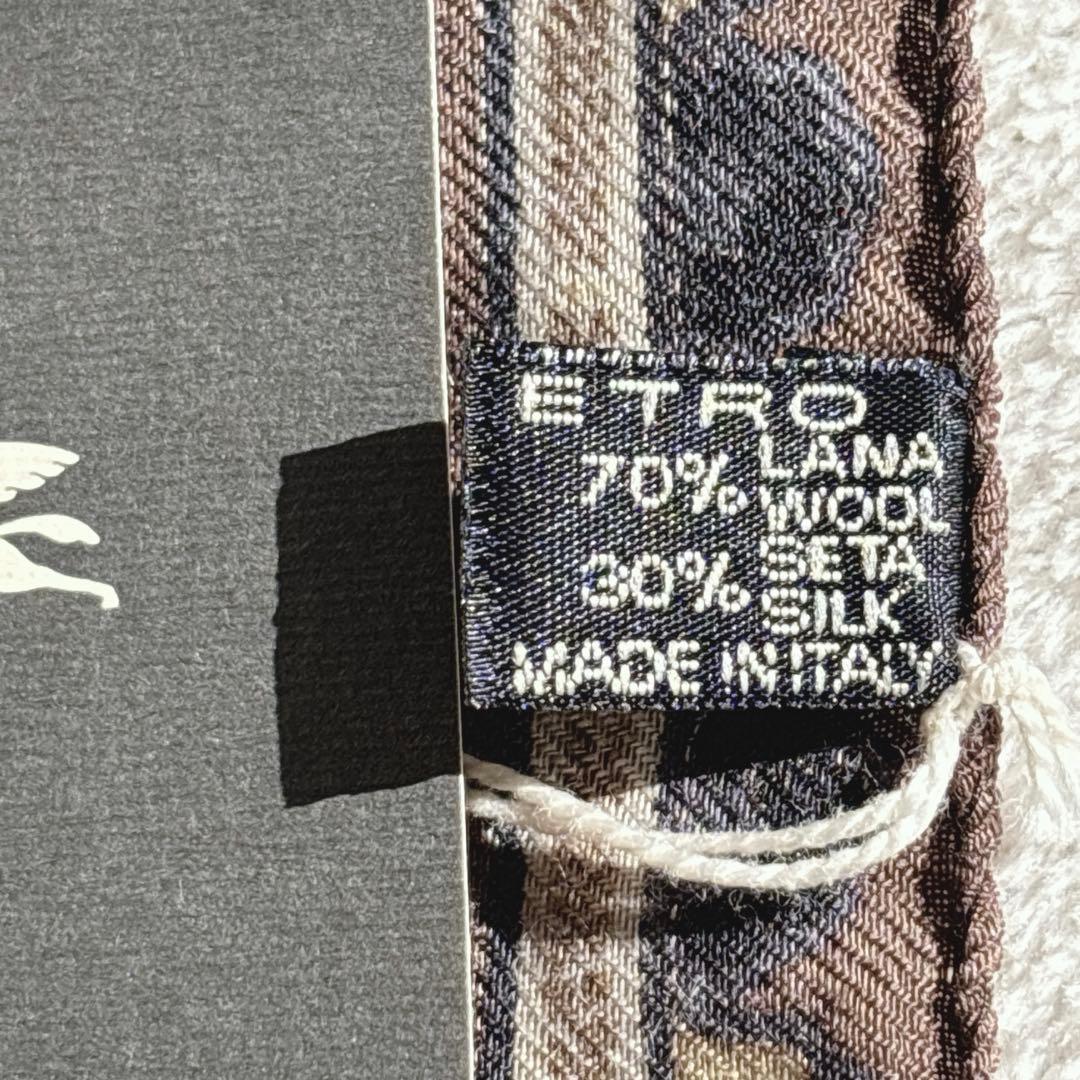 ETRO
70% LANA
WOOL
30% SETA
SILK
MADE IN ITALY